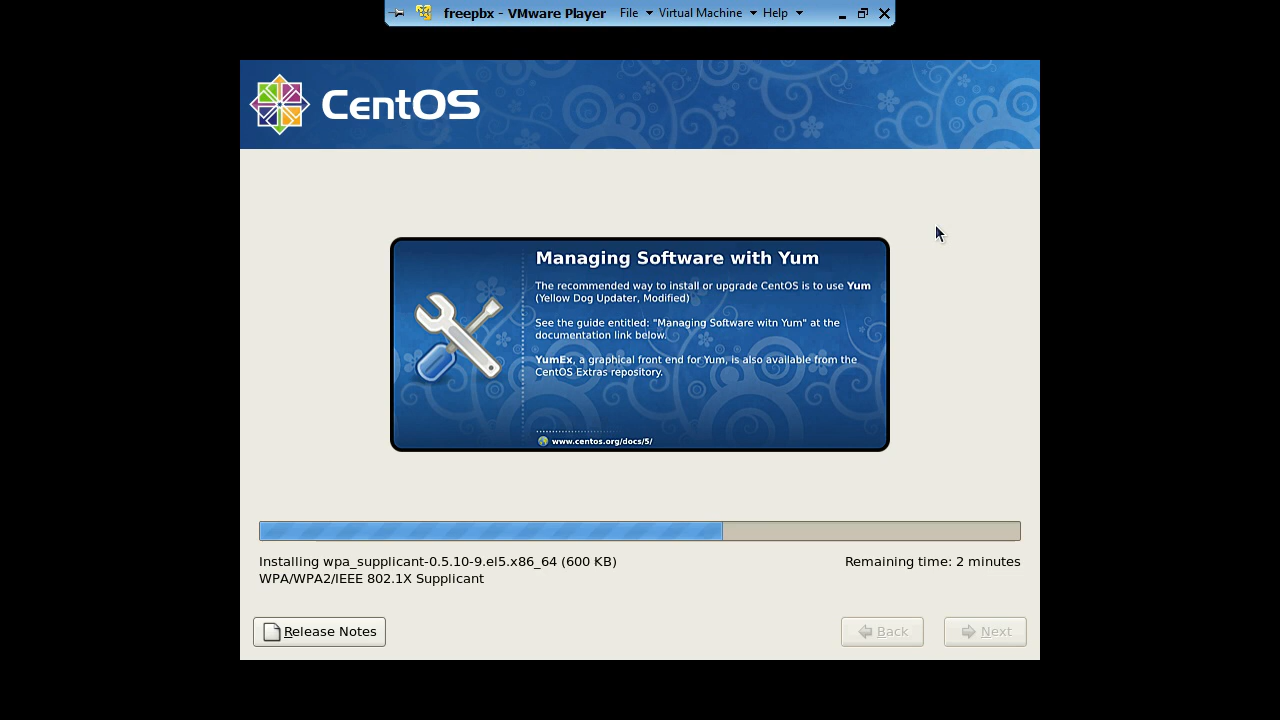 freepbx - VMware Player File Virtual Machine Help
CentOS
Managing Software with Yum
The recommended way to install or upgrade CentOS is to use Yum
(Yellow Dog Updater, Modified)
See the guide entitled: "Managing Software witn Yum" at the
documentation link below.
YumEx, a graphical front end for Yum, is also available from the
CentOS Extras repository.
www.centos.org/docs/5/
Installing wpa_supplicant-0.5.10-9.el5.x86_64 (600 KB) Remaining time: 2 minutes
WPA/WPA2/IEEE 802.1X Supplicant
Release Notes Back Next